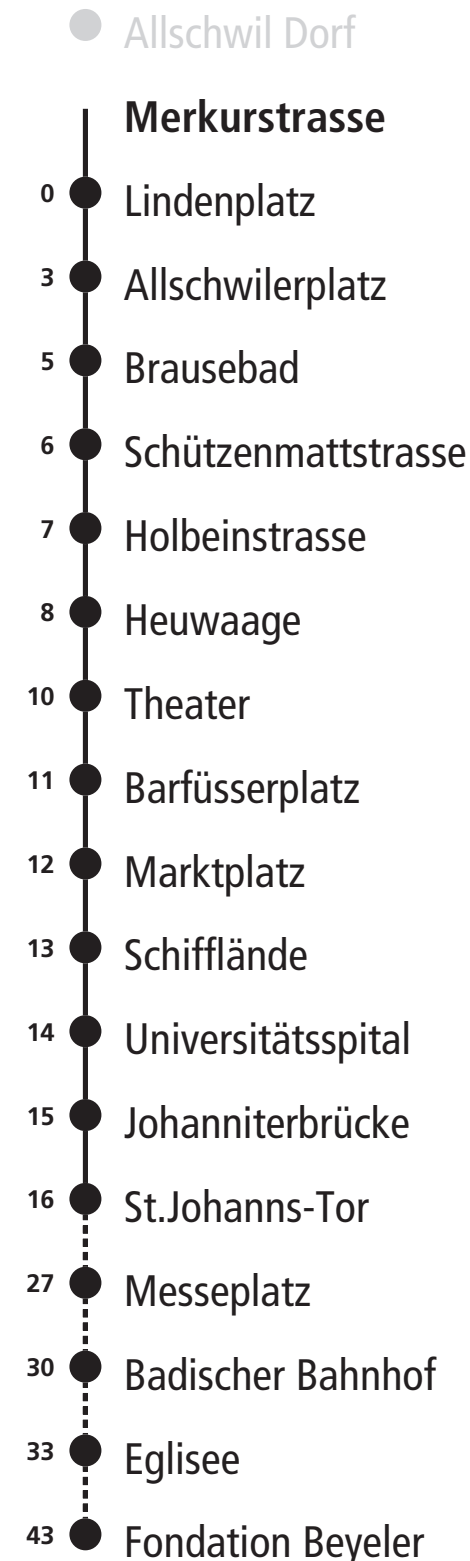 Allschwil Dorf
Merkurstrasse
0 Lindenplatz
3 Allschwilerplatz
5 Brausebad
6 Schützenmattstrasse
7 Holbeinstrasse
8 Heuwaage
10 Theater
11 Barfüsserplatz
12 Marktplatz
13 Schifflände
14 Universitätsspital
15 Johanniterbrücke
16 St.Johanns-Tor
27 Messeplatz
30 Badischer Bahnhof
33 Eglisee
43 Fondation Beyeler